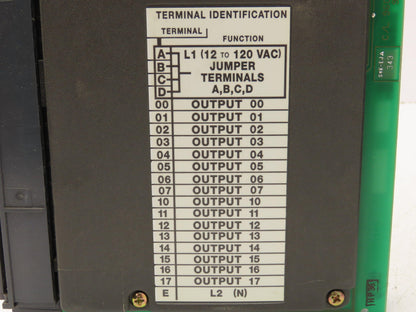 TERMINAL IDENTIFICATION
TERMINAL FUNCTION
A L1 (12 TO 120 VAC)
B JUMPER
C TERMINALS
D A,B,C,D
00 OUTPUT 00
01 OUTPUT 01
02 OUTPUT 02
03 OUTPUT 03
04 OUTPUT 04
05 OUTPUT 05
06 OUTPUT 06
07 OUTPUT 07
10 OUTPUT 10
11 OUTPUT 11
12 OUTPUT 12
13 OUTPUT 13
14 OUTPUT 14
15 OUTPUT 15
16 OUTPUT 16
17 OUTPUT 17
E L2 (N)
343